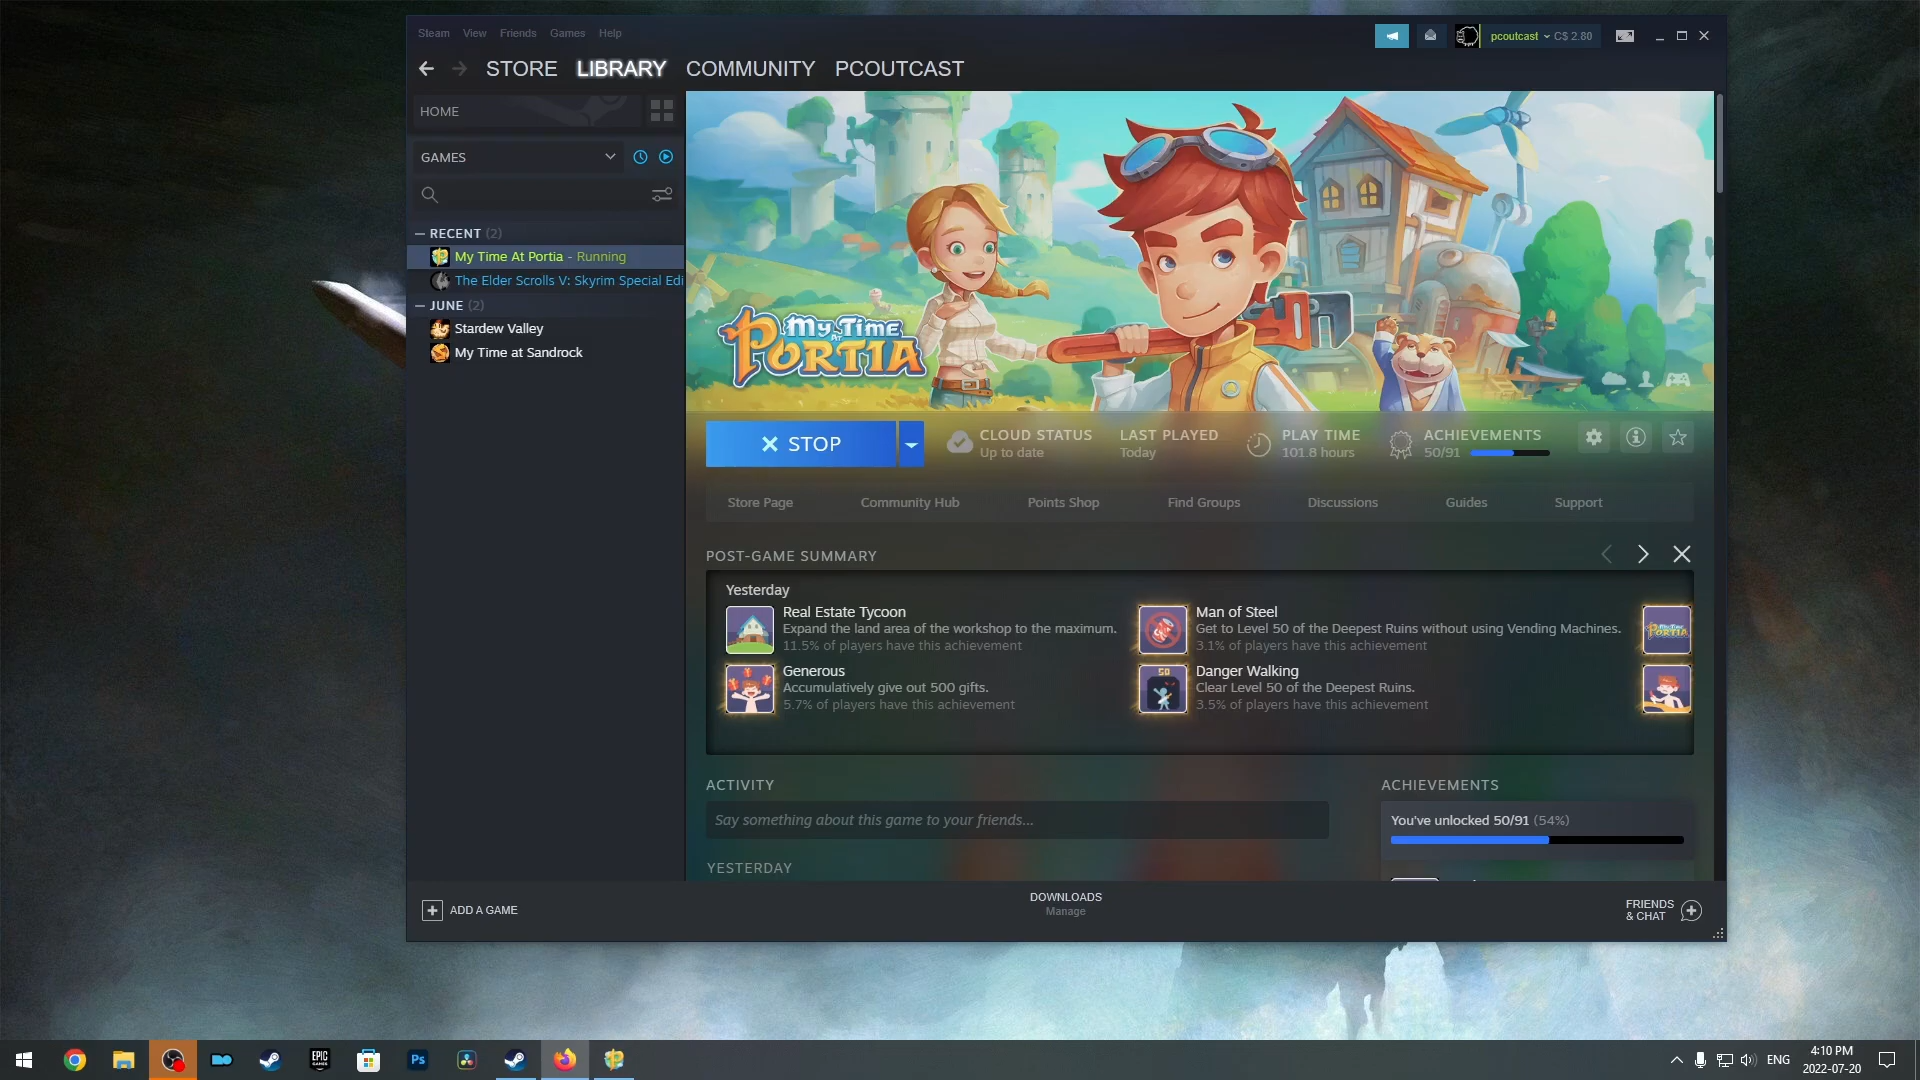 Steam View Friends Games Help
pcoutcast C$ 2.80
STORE LIBRARY COMMUNITY PCOUTCAST
HOME
GAMES
RECENT (2)
My Time At Portia - Running
The Elder Scrolls V: Skyrim Special Edi
JUNE (2)
Stardew Valley
My Time at Sandrock
My Time
AT
PORTIA
STOP
CLOUD STATUS
Up to date
LAST PLAYED
Today
PLAY TIME
101.8 hours
ACHIEVEMENTS
50/91
Store Page Community Hub Points Shop Find Groups Discussions Guides Support
POST-GAME SUMMARY
Yesterday
Real Estate Tycoon
Expand the land area of the workshop to the maximum.
11.5% of players have this achievement
Man of Steel
Get to Level 50 of the Deepest Ruins without using Vending Machines.
3.1% of players have this achievement
My Time
PORTIA
Generous
Accumulatively give out 500 gifts.
5.7% of players have this achievement
50
Danger Walking
Clear Level 50 of the Deepest Ruins.
3.5% of players have this achievement
ACTIVITY
Say something about this game to your friends...
YESTERDAY
ACHIEVEMENTS
You've unlocked 50/91 (54%)
ADD A GAME
DOWNLOADS
Manage
FRIENDS
& CHAT
EPIC
GAMES
Ps
ENG
4:10 PM
2022-07-20